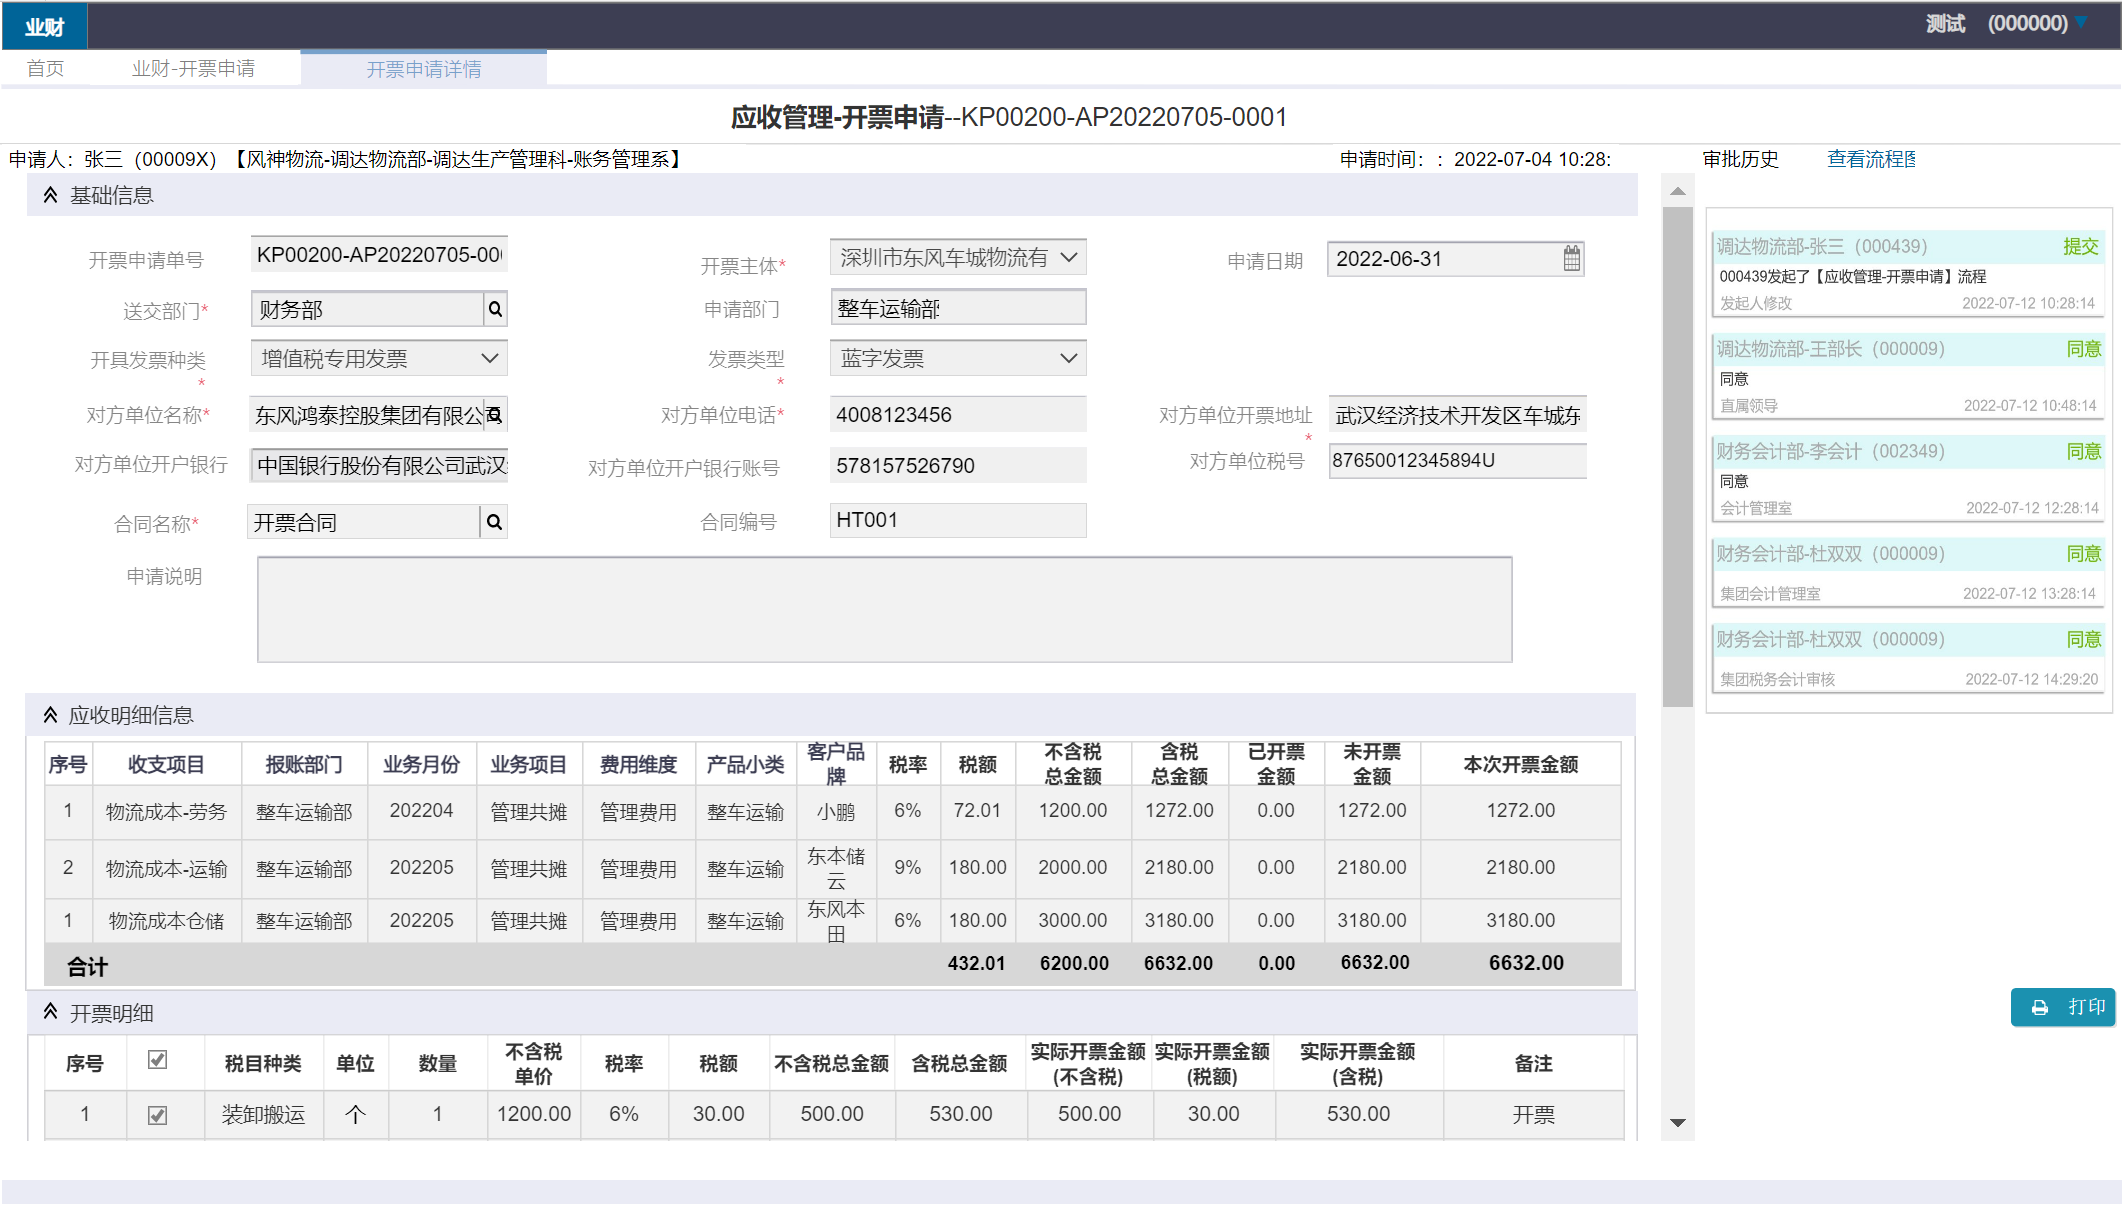 业财
测试 (000000)
首页 业财-开票申请 开票申请详情
应收管理-开票申请--KP00200-AP20220705-0001
申请人：张三（00009X）【风神物流-调达物流部-调达生产管理科-账务管理系】 申请时间：：2022-07-04 10:28:
审批历史 查看流程图
基础信息
开票申请单号 KP00200-AP20220705-000 开票主体* 深圳市东风车城物流有 申请日期 2022-06-31
送交部门* 财务部 申请部门 整车运输部
开具发票种类* 增值税专用发票 发票类型* 蓝字发票
对方单位名称* 东风鸿泰控股集团有限公司 对方单位电话* 4008123456 对方单位开票地址* 武汉经济技术开发区车城东
对方单位开户银行 中国银行股份有限公司武汉 对方单位开户银行账号 578157526790 对方单位税号 87650012345894U
合同名称* 开票合同 合同编号 HT001
申请说明
调达物流部-张三（000439） 提交
000439发起了【应收管理-开票申请】流程
发起人修改 2022-07-12 10:28:14
调达物流部-王部长（000009） 同意
同意
直属领导 2022-07-12 10:48:14
财务会计部-李会计（002349） 同意
同意
会计管理室 2022-07-12 12:28:14
财务会计部-杜双双（000009） 同意
集团会计管理室 2022-07-12 13:28:14
财务会计部-杜双双（000009） 同意
集团税务会计审核 2022-07-12 14:29:20
应收明细信息
序号 收支项目 报账部门 业务月份 业务项目 费用维度 产品小类 客户品牌 税率 税额 不含税总金额 含税总金额 已开票金额 未开票金额 本次开票金额
1 物流成本-劳务 整车运输部 202204 管理共摊 管理费用 整车运输 小鹏 6% 72.01 1200.00 1272.00 0.00 1272.00 1272.00
2 物流成本-运输 整车运输部 202205 管理共摊 管理费用 整车运输 东本储云 9% 180.00 2000.00 2180.00 0.00 2180.00 2180.00
1 物流成本仓储 整车运输部 202205 管理共摊 管理费用 整车运输 东风本田 6% 180.00 3000.00 3180.00 0.00 3180.00 3180.00
合计 432.01 6200.00 6632.00 0.00 6632.00 6632.00
开票明细
打印
序号 税目种类 单位 数量 不含税单价 税率 税额 不含税总金额 含税总金额 实际开票金额(不含税) 实际开票金额(税额) 实际开票金额(含税) 备注
1 装卸搬运 个 1 1200.00 6% 30.00 500.00 530.00 500.00 30.00 530.00 开票